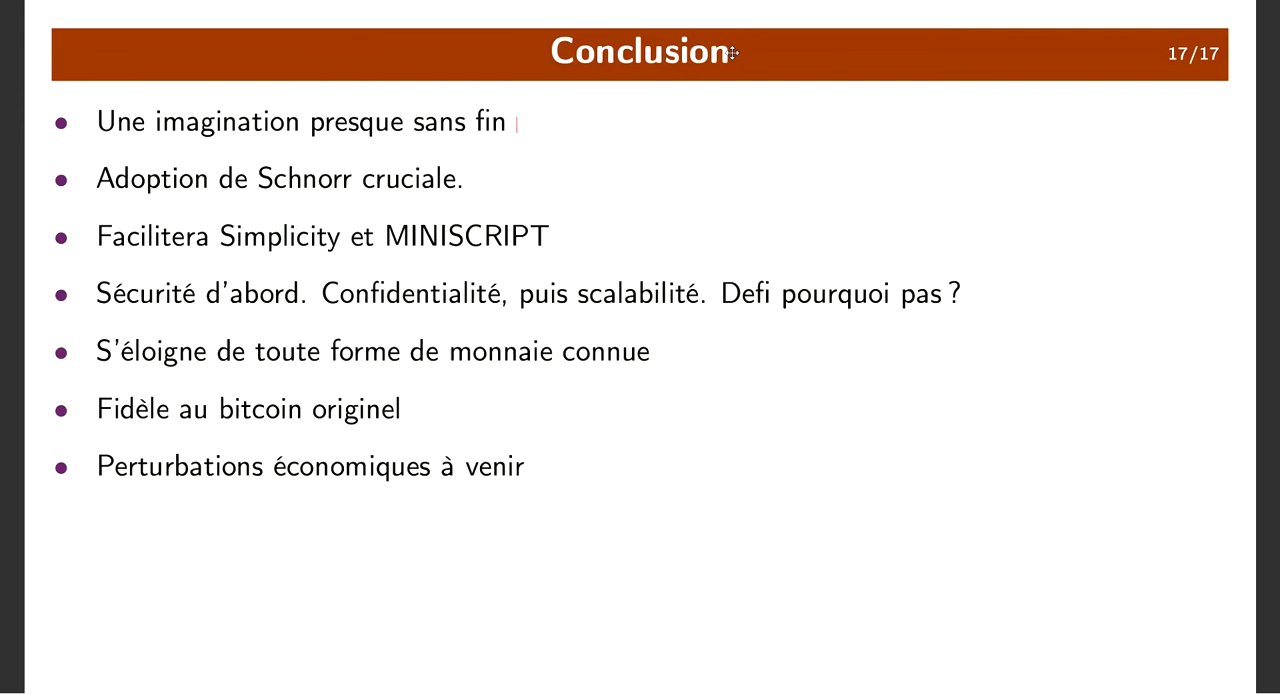 Conclusion
17/17
• Une imagination presque sans fin
• Adoption de Schnorr cruciale.
• Facilitera Simplicity et MINISCRIPT
• Sécurité d'abord. Confidentialité, puis scalabilité. Defi pourquoi pas ?
• S'éloigne de toute forme de monnaie connue
• Fidèle au bitcoin originel
• Perturbations économiques à venir